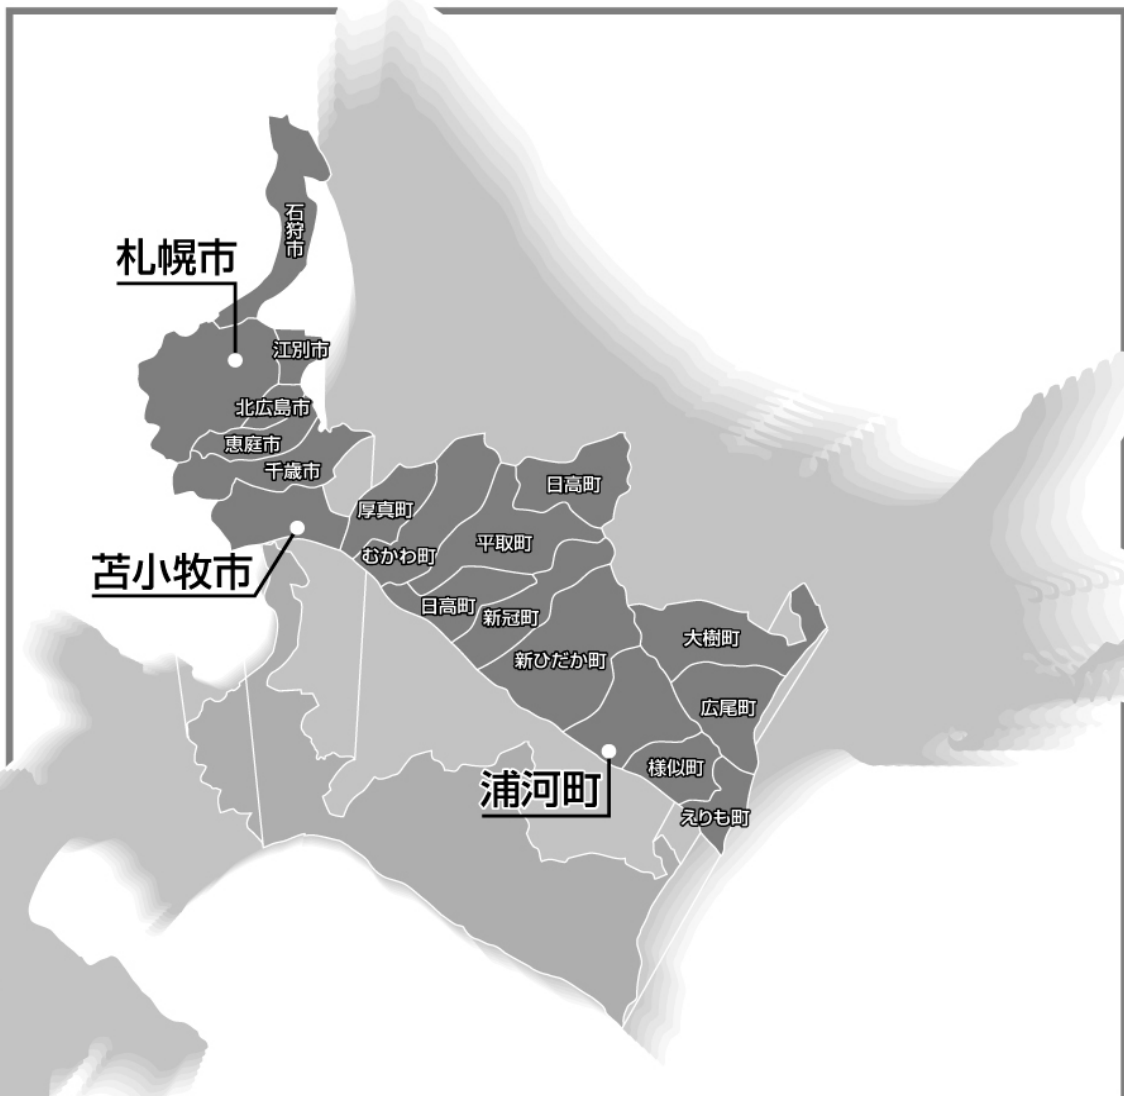 石狩市
札幌市
江別市
北広島市
恵庭市
千歳市
日高町
厚真町
平取町
むかわ町
苫小牧市
日高町
新冠町
大樹町
新ひだか町
広尾町
様似町
浦河町
えりも町